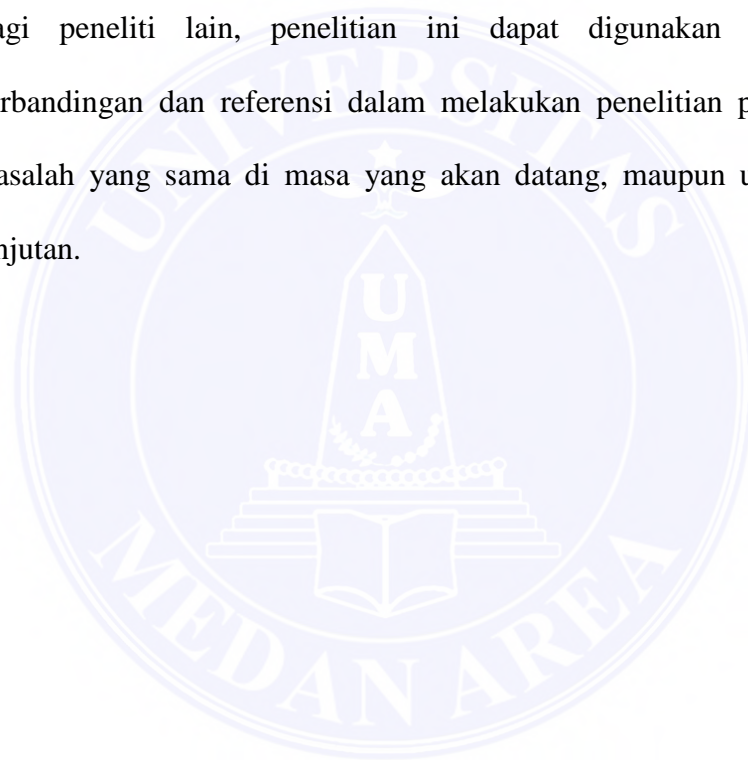 agi peneliti lain, penelitian ini dapat digunakan
rbandingan dan referensi dalam melakukan penelitian p
asalah yang sama di masa yang akan datang, maupun u
njutan.
UNIVERSITAS
UMA
MEDAN AREA